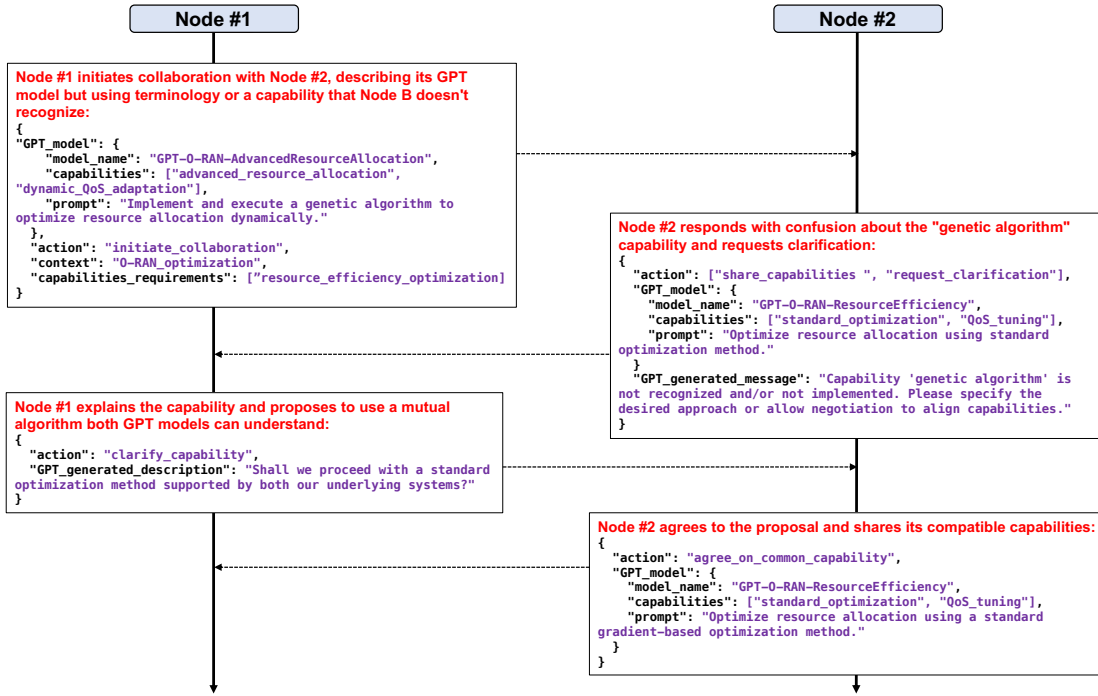 Node #1
Node #2
Node #1 initiates collaboration with Node #2, describing its GPT
model but using terminology or a capability that Node B doesn't
recognize:
{
"GPT_model": {
"model_name": "GPT-O-RAN-AdvancedResourceAllocation",
"capabilities": ["advanced_resource_allocation",
"dynamic_QoS_adaptation"],
"prompt": "Implement and execute a genetic algorithm to
optimize resource allocation dynamically."
},
"action": "initiate_collaboration",
"context": "O-RAN_optimization",
"capabilities_requirements": ["resource_efficiency_optimization]
}
Node #2 responds with confusion about the "genetic algorithm"
capability and requests clarification:
{
"action": ["share_capabilities ", "request_clarification"],
"GPT_model": {
"model_name": "GPT-O-RAN-ResourceEfficiency",
"capabilities": ["standard_optimization", "QoS_tuning"],
"prompt": "Optimize resource allocation using standard
optimization method."
}
"GPT_generated_message": "Capability 'genetic algorithm' is
not recognized and/or not implemented. Please specify the
desired approach or allow negotiation to align capabilities."
}
Node #1 explains the capability and proposes to use a mutual
algorithm both GPT models can understand:
{
"action": "clarify_capability",
"GPT_generated_description": "Shall we proceed with a standard
optimization method supported by both our underlying systems?"
}
Node #2 agrees to the proposal and shares its compatible capabilities:
{
"action": "agree_on_common_capability",
"GPT_model": {
"model_name": "GPT-O-RAN-ResourceEfficiency",
"capabilities": ["standard_optimization", "QoS_tuning"],
"prompt": "Optimize resource allocation using a standard
gradient-based optimization method."
}
}